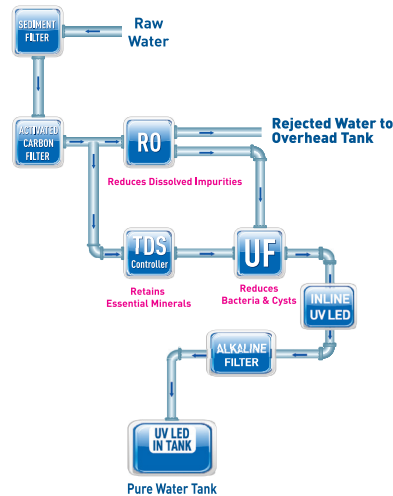 SEDIMENT
FILTER
Raw
Water
ACTIVATED
CARBON
FILTER
RO
Rejected Water to
Overhead Tank
Reduces Dissolved Impurities
TDS
Controller
UF
Retains
Essential Minerals
Reduces
Bacteria & Cysts
INLINE
UV LED
ALKALINE
FILTER
UV LED
IN TANK
Pure Water Tank